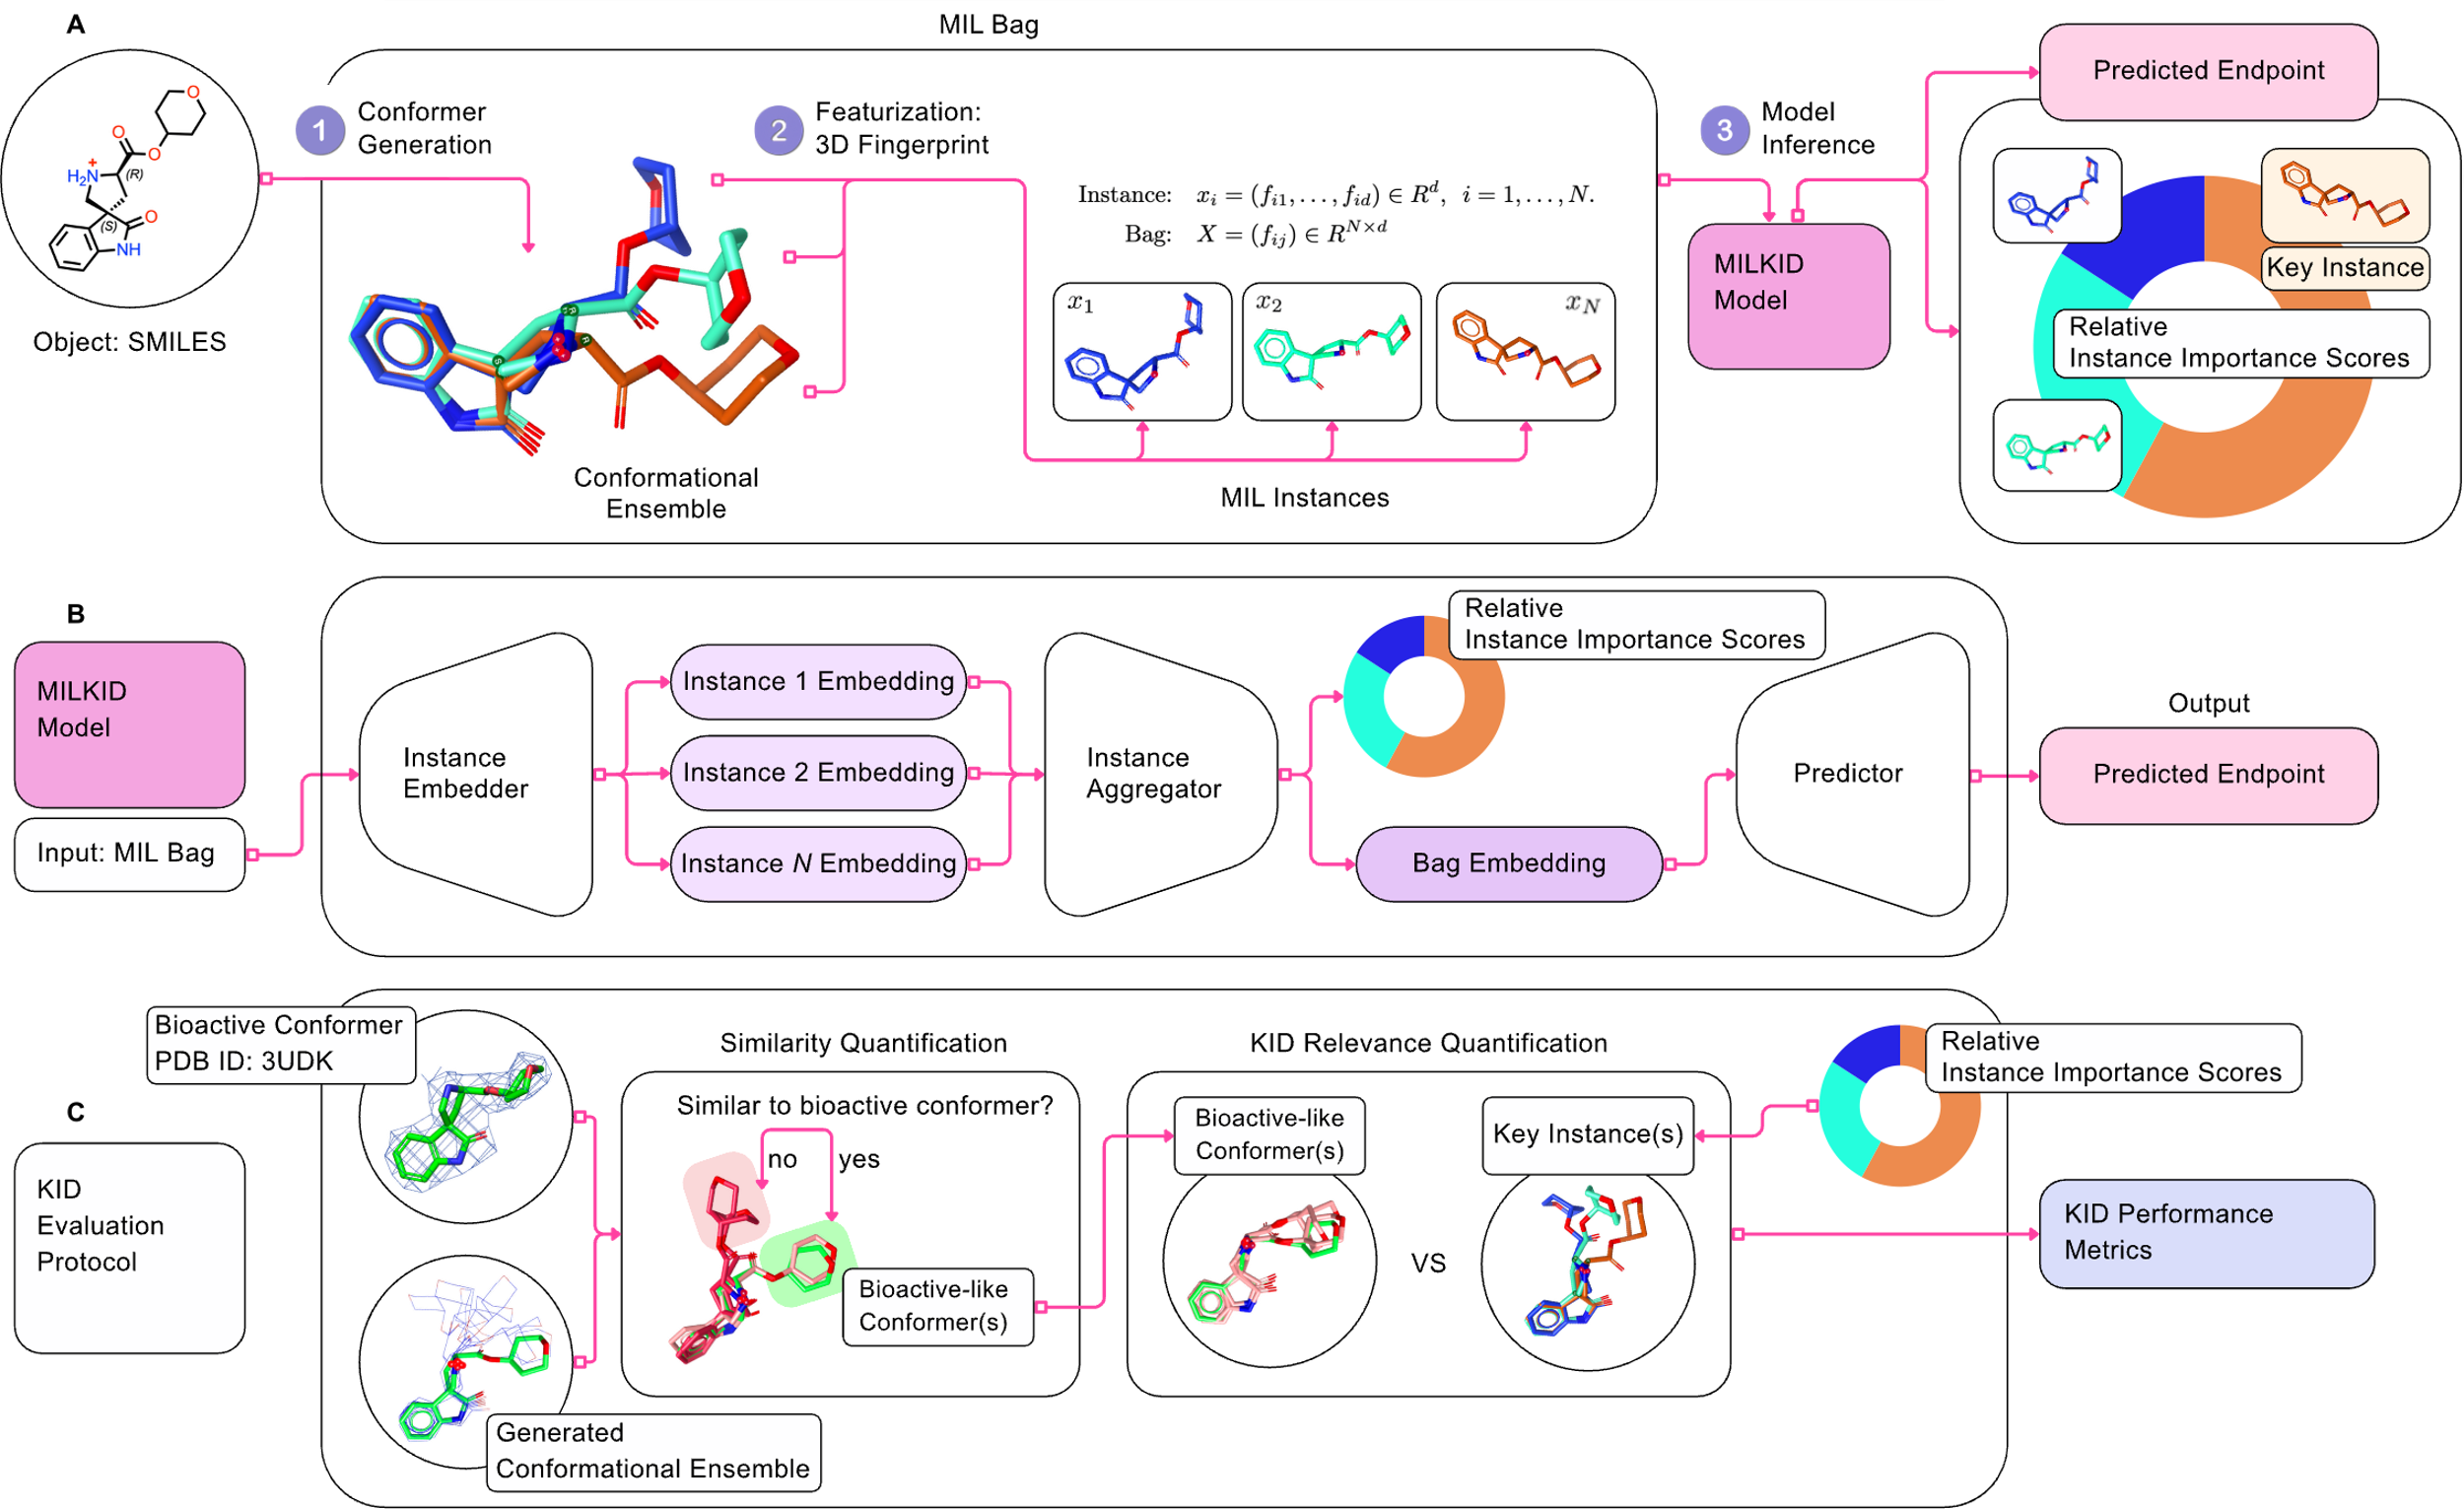 A
MIL Bag
Predicted Endpoint
1
Conformer
Generation
2
Featurization:
3D Fingerprint
3
Model
Inference
O
O
O
H₂N
+
(R)
(S)
O
NH
Object: SMILES
Instance: xᵢ = (fᵢ₁, . . . , fᵢd) ∈ Rᵈ, i = 1, . . . , N.
Bag: X = (fᵢⱼ) ∈ Rᴺˣᵈ
x₁
x₂
x_N
Conformational
Ensemble
MIL Instances
MILKID
Model
Key Instance
Relative
Instance Importance Scores
B
MILKID
Model
Input: MIL Bag
Instance
Embedder
Instance 1 Embedding
Instance 2 Embedding
Instance N Embedding
Instance
Aggregator
Relative
Instance Importance Scores
Bag Embedding
Predictor
Output
Predicted Endpoint
C
KID
Evaluation
Protocol
Bioactive Conformer
PDB ID: 3UDK
Generated
Conformational Ensemble
Similarity Quantification
Similar to bioactive conformer?
no
yes
Bioactive-like
Conformer(s)
KID Relevance Quantification
Bioactive-like
Conformer(s)
VS
Key Instance(s)
Relative
Instance Importance Scores
KID Performance
Metrics